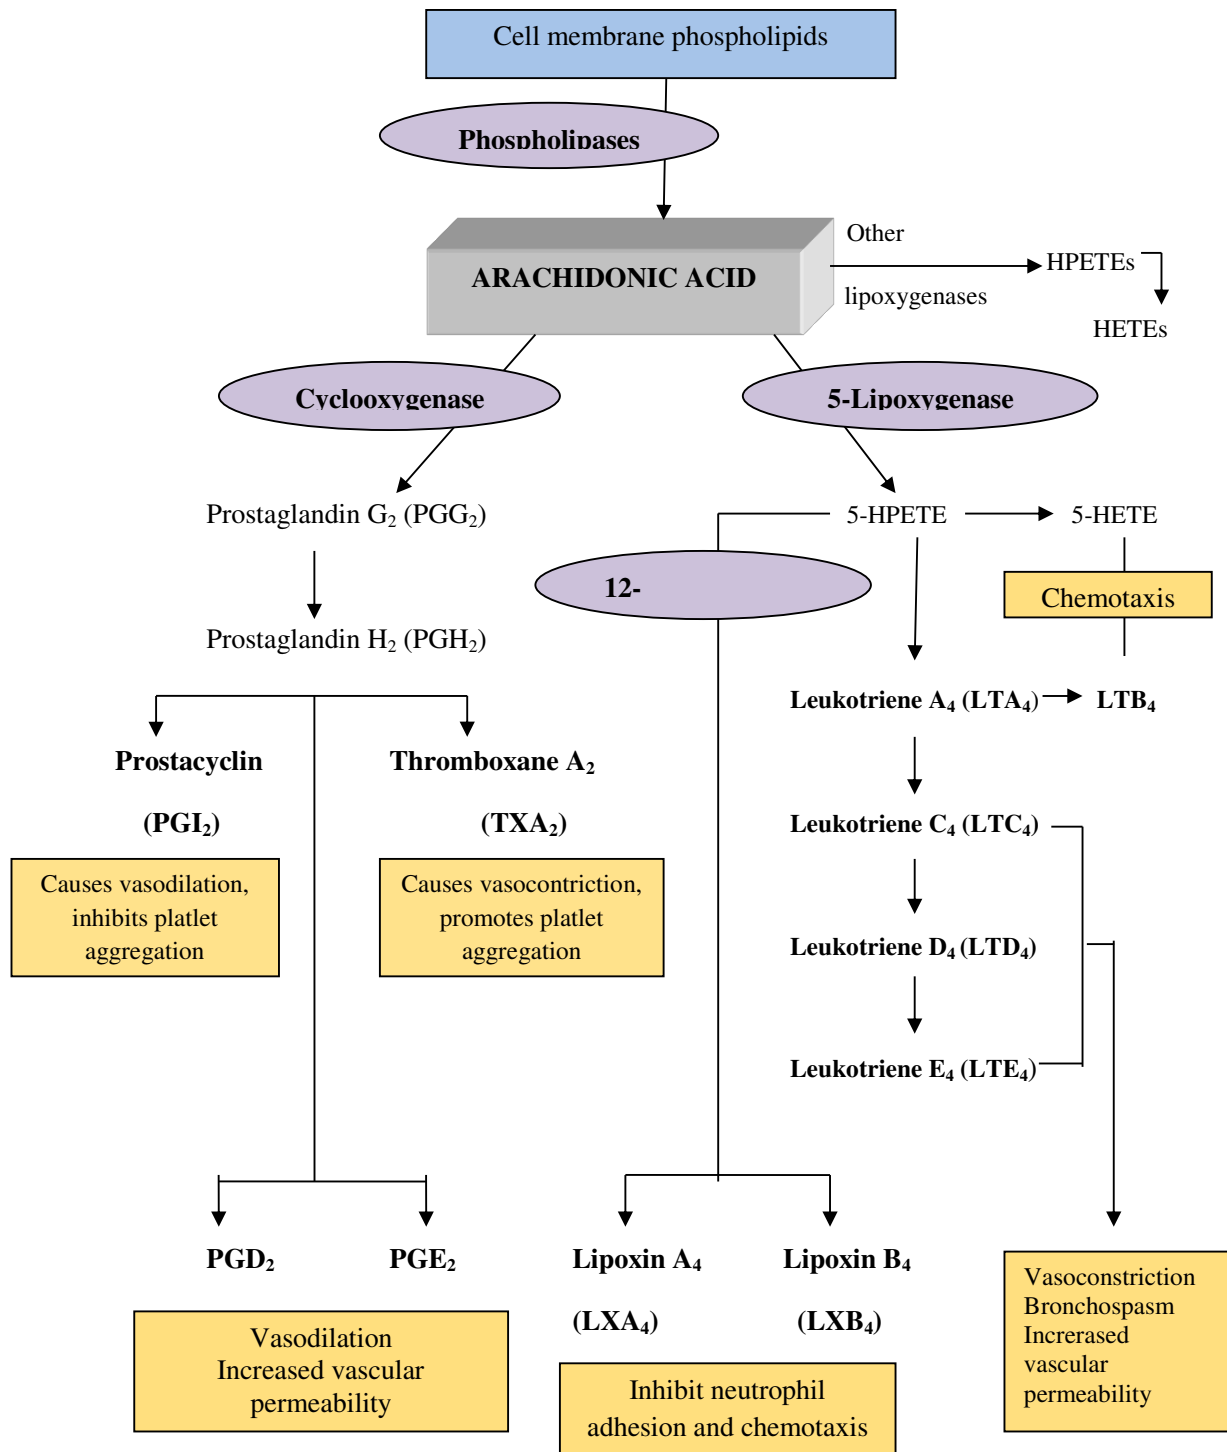 Cell membrane phospholipids
Phospholipases
ARACHIDONIC ACID
Other
lipoxygenases
HPETEs
HETEs
Cyclooxygenase
5-Lipoxygenase
Prostaglandin G₂ (PGG₂)
5-HPETE
5-HETE
12-
Chemotaxis
Prostaglandin H₂ (PGH₂)
Leukotriene A₄ (LTA₄)
LTB₄
Prostacyclin
(PGI₂)
Thromboxane A₂
(TXA₂)
Leukotriene C₄ (LTC₄)
Causes vasodilation,
inhibits platlet
aggregation
Causes vasocontriction,
promotes platlet
aggregation
Leukotriene D₄ (LTD₄)
Leukotriene E₄ (LTE₄)
PGD₂
PGE₂
Vasodilation
Increased vascular
permeability
Lipoxin A₄
(LXA₄)
Lipoxin B₄
(LXB₄)
Inhibit neutrophil
adhesion and chemotaxis
Vasoconstriction
Bronchospasm
Increrased
vascular
permeability